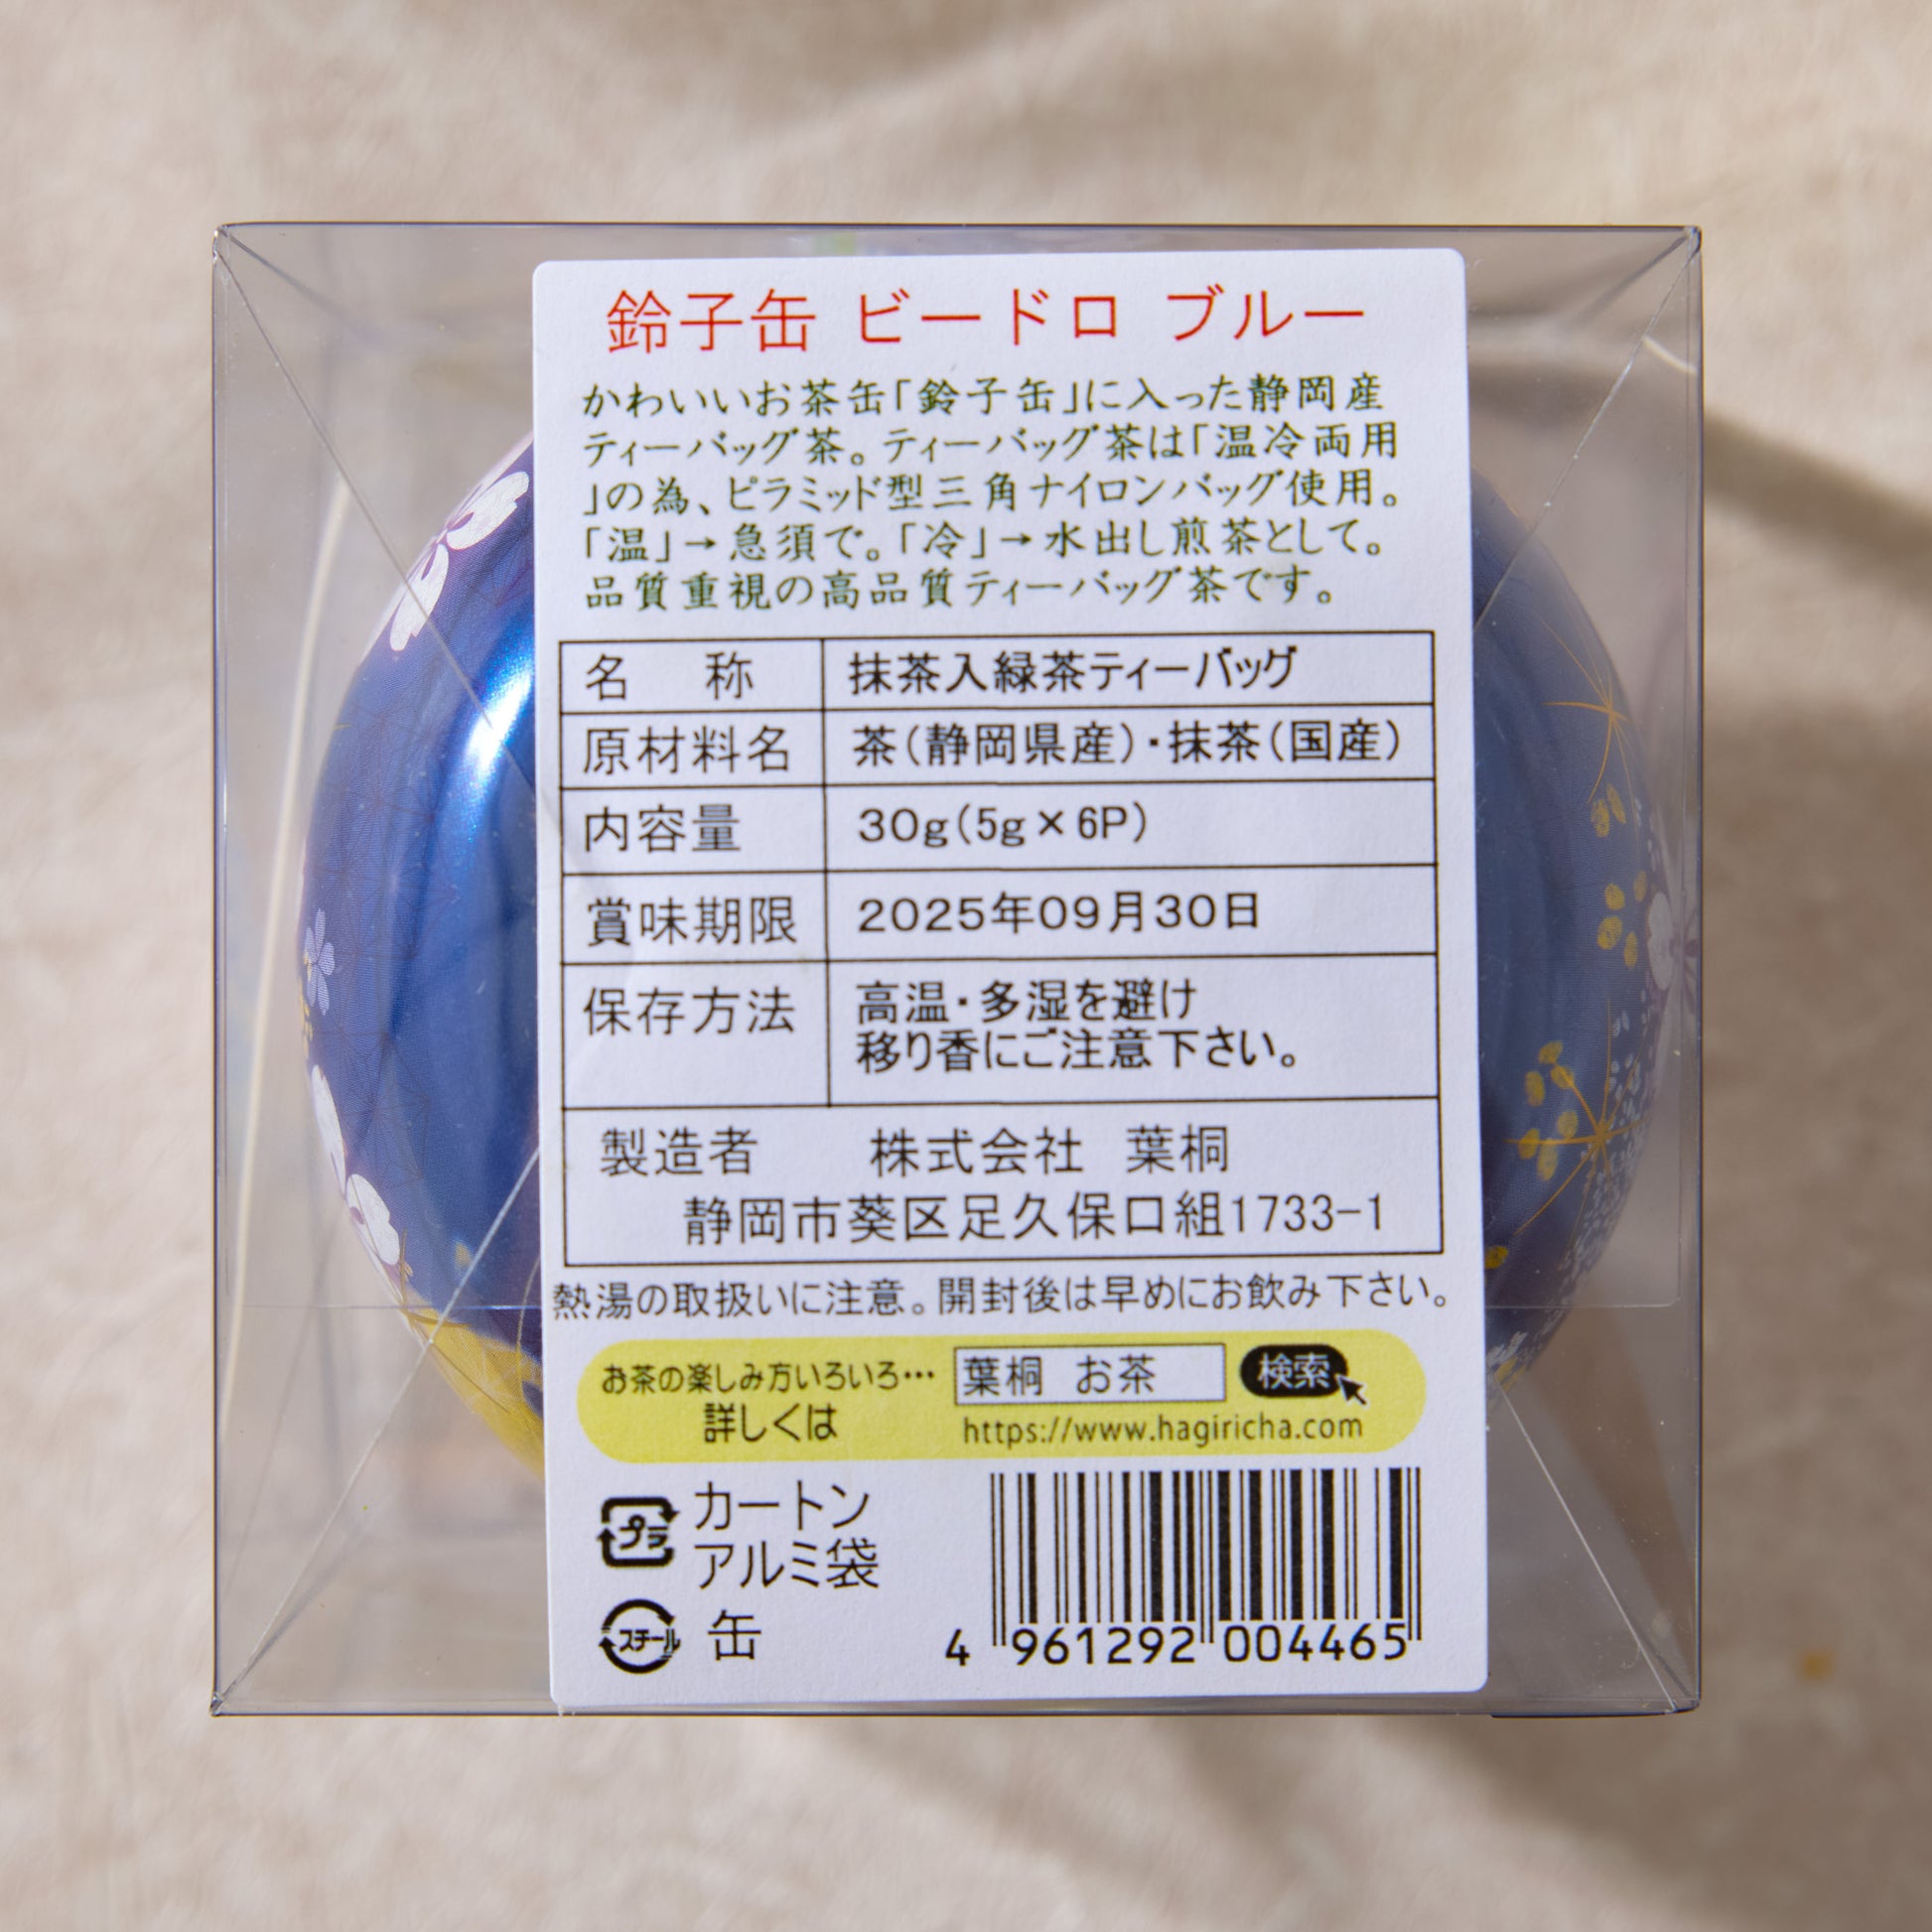 鈴子缶 ビードロ ブルー
かわいいお茶缶「鈴子缶」に入った静岡産
ティーバッグ茶。ティーバッグ茶は「温冷両用
」の為、ピラミッド型三角ナイロンバッグ使用。
「温」→急須で。「冷」→水出し煎茶として。
品質重視の高品質ティーバッグ茶です。
名 称 抹茶入緑茶ティーバッグ
原材料名 茶(静岡県産)・抹茶(国産)
内容量 30g(5g×6P)
賞味期限 2025年09月30日
保存方法 高温・多湿を避け
移り香にご注意下さい。
製造者 株式会社 葉桐
静岡市葵区足久保口組1733-1
熱湯の取扱いに注意。開封後は早めにお飲み下さい。
お茶の楽しみ方いろいろ… 葉桐 お茶 検索
詳しくは https://www.hagiricha.com
プラ カートン
アルミ袋
スチール 缶
4 961292 004465